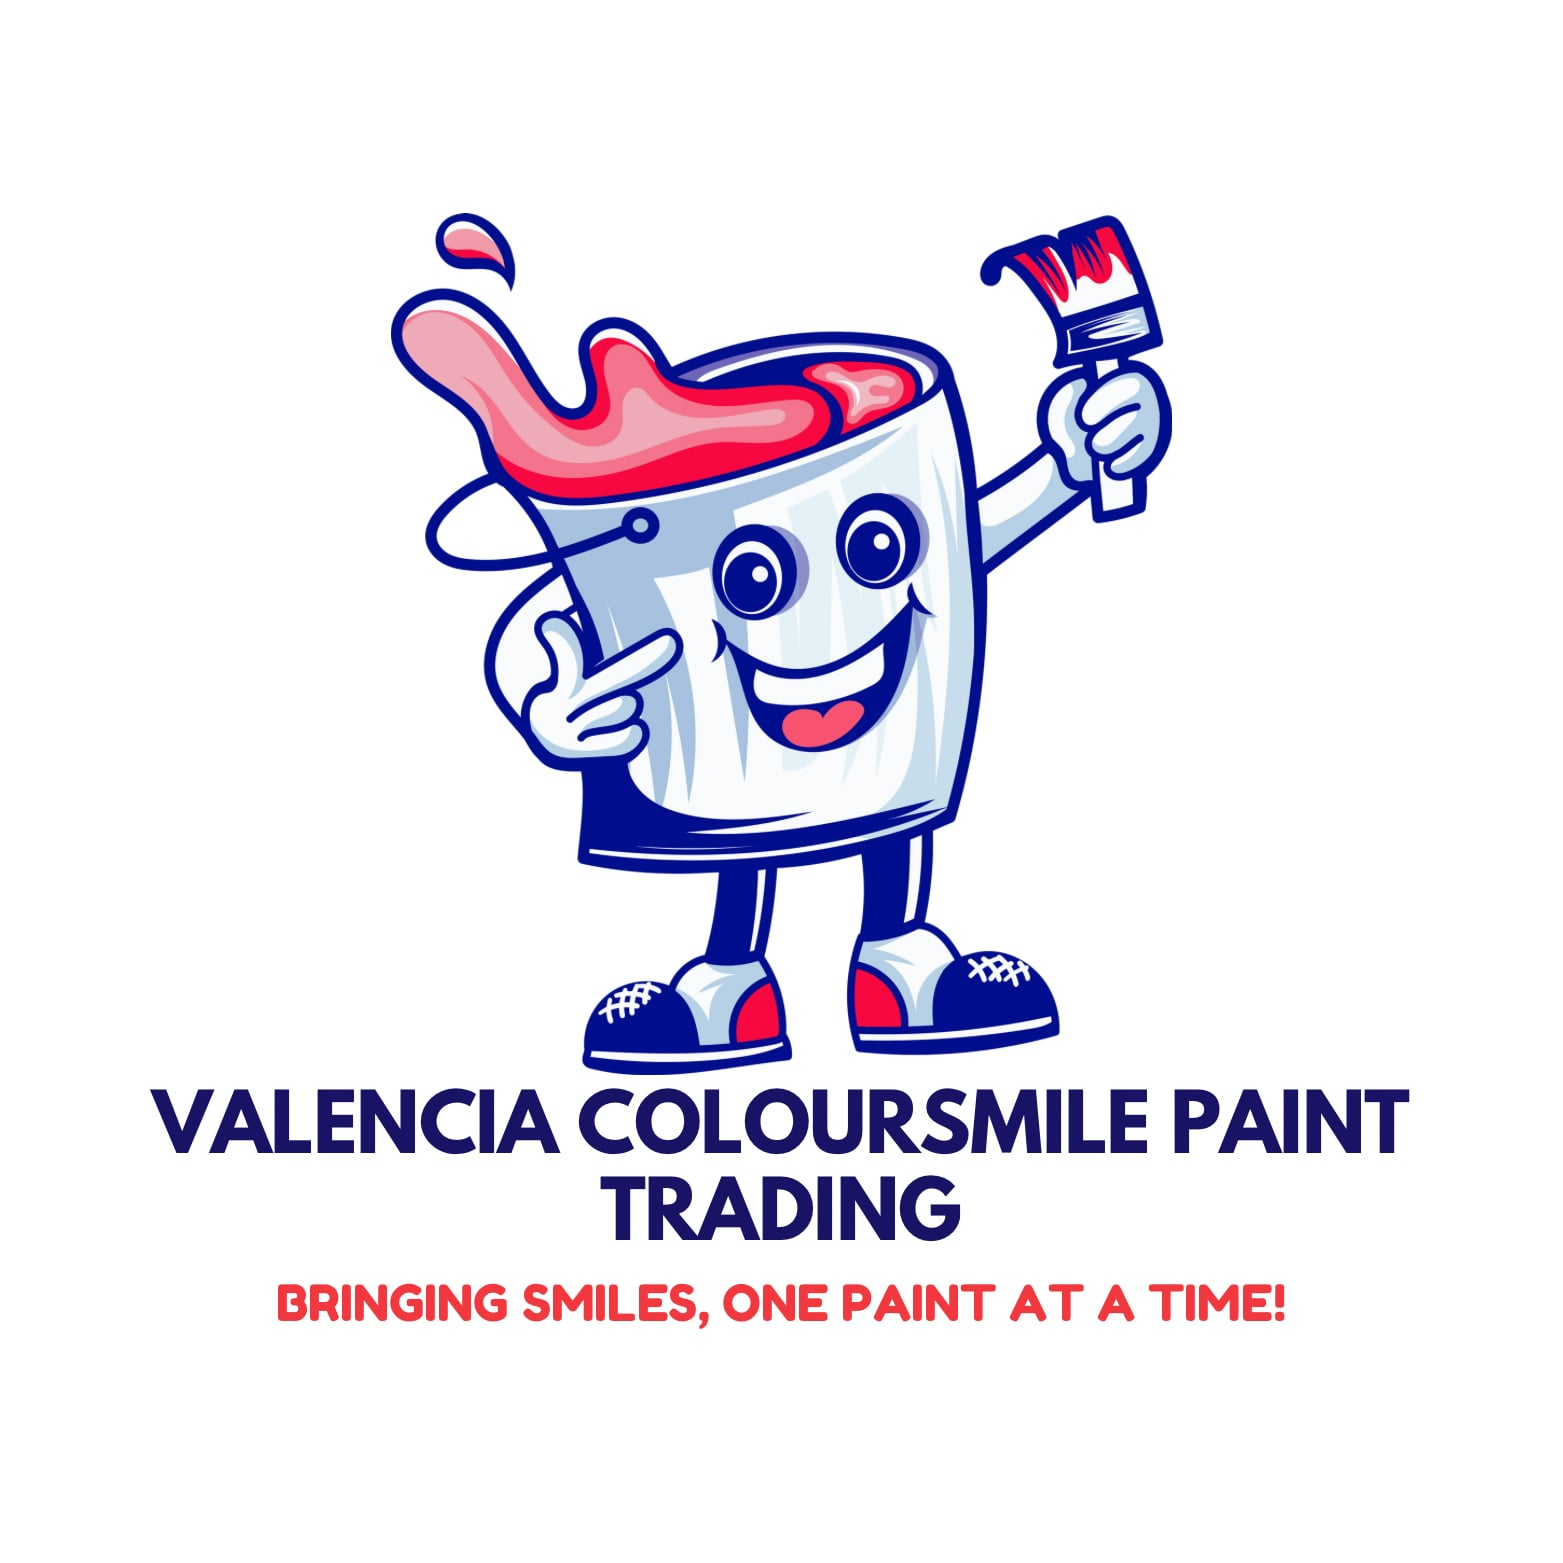 VALENCIA COLOURSMILE PAINT
TRADING
BRINGING SMILES, ONE PAINT AT A TIME!